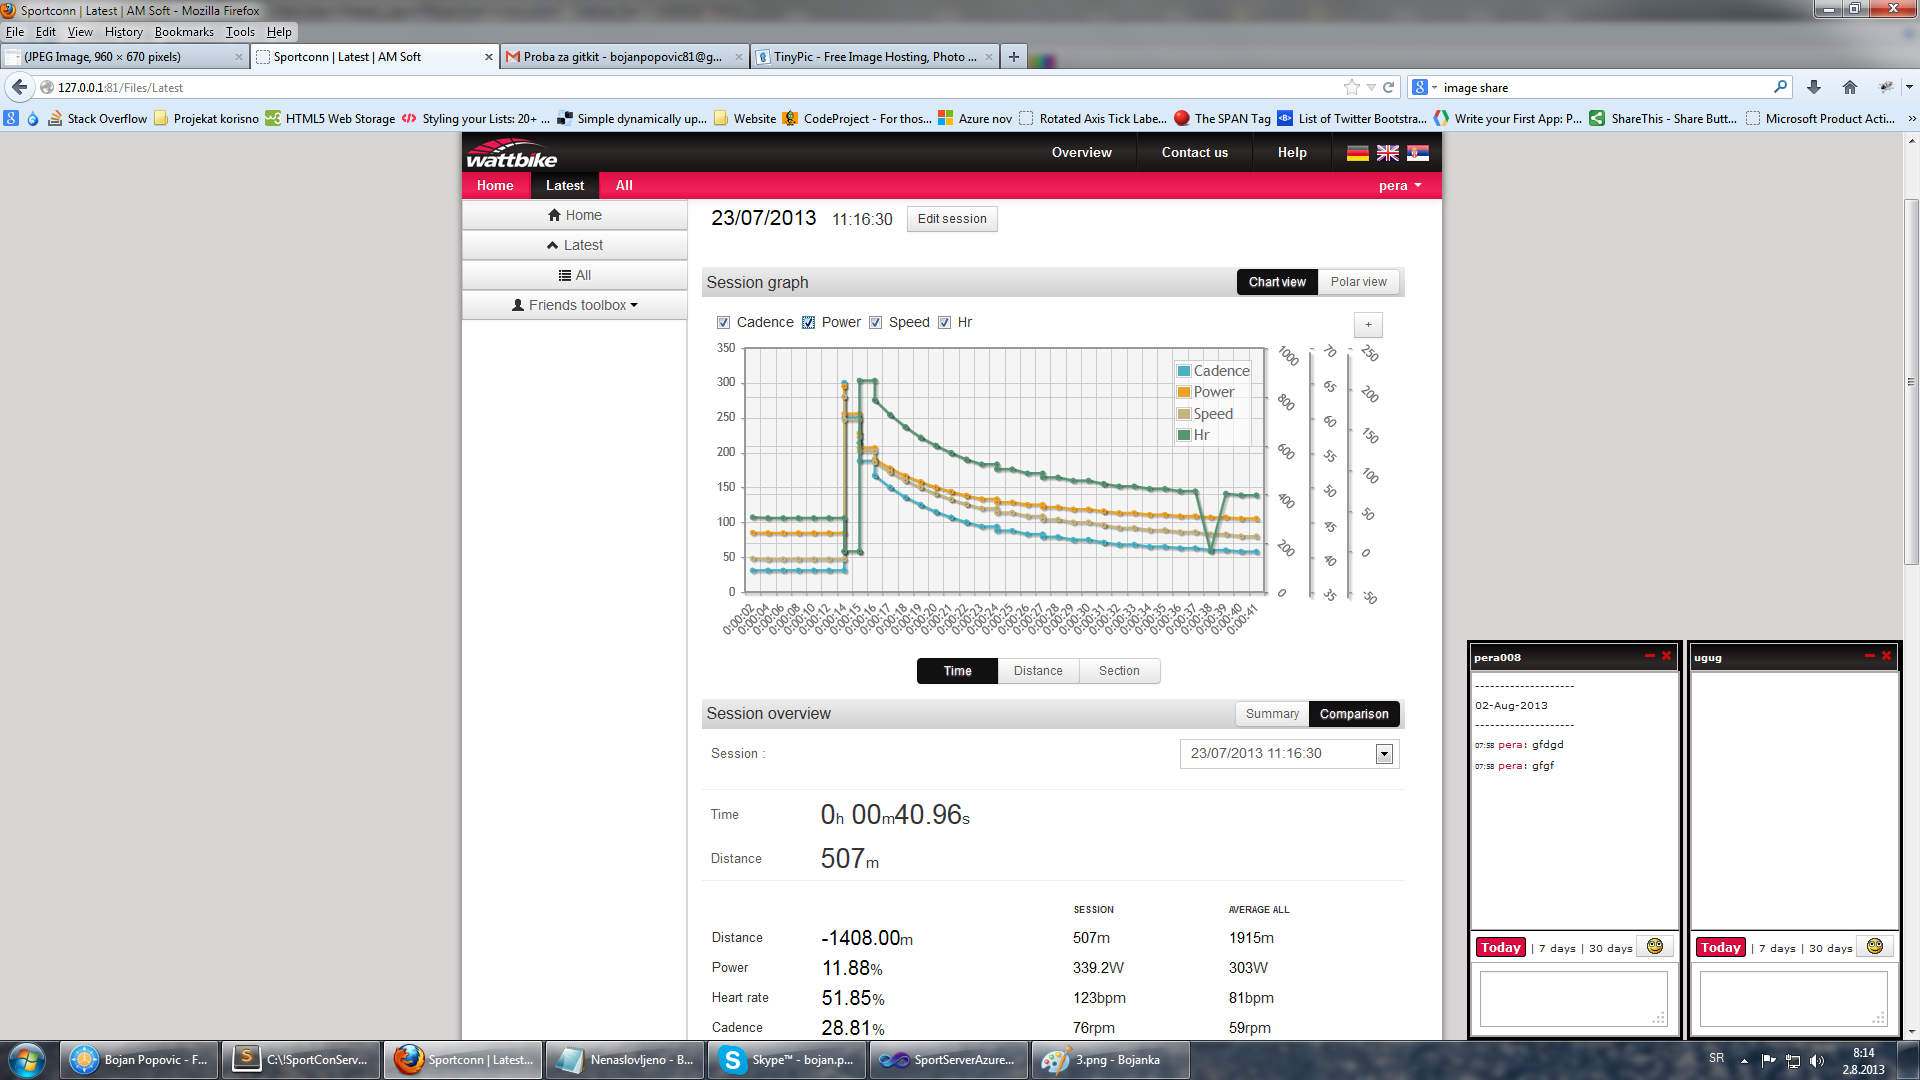 Sportconn | Latest | AM Soft - Mozilla Firefox
File Edit View History Bookmarks Tools Help
(JPEG Image, 960 × 670 pixels) Sportconn | Latest | AM Soft Proba za gitkit - bojanpopovic81@g... TinyPic - Free Image Hosting, Photo ...
127.0.0.1:81/Files/Latest image share
Stack Overflow Projekat korisno HTML5 Web Storage Styling your Lists: 20+ ... Simple dynamically up... Website CodeProject - For thos... Azure nov Rotated Axis Tick Labe... The SPAN Tag List of Twitter Bootstra... Write your First App: P... ShareThis - Share Butt... Microsoft Product Acti... »
wattbike Overview Contact us Help
Home Latest All pera
Home
Latest
All
Friends toolbox
23/07/2013 11:16:30 Edit session
Session graph Chart view Polar view
Cadence Power Speed Hr +
350
300
250
200
150
100
50
0
Cadence
Power
Speed
Hr
1000
800
600
400
200
0
70
65
60
55
50
45
40
35
250
200
150
100
50
0
-50
0:00:02 0:00:04 0:00:06 0:00:08 0:00:10 0:00:12 0:00:14 0:00:15 0:00:16 0:00:17 0:00:18 0:00:19 0:00:20 0:00:21 0:00:22 0:00:23 0:00:24 0:00:25 0:00:26 0:00:27 0:00:28 0:00:29 0:00:30 0:00:31 0:00:32 0:00:33 0:00:34 0:00:35 0:00:36 0:00:37 0:00:38 0:00:39 0:00:40 0:00:41
Time Distance Section
Session overview Summary Comparison
Session : 23/07/2013 11:16:30
Time 0h 00m40.96s
Distance 507m
SESSION AVERAGE ALL
Distance -1408.00m 507m 1915m
Power 11.88% 339.2W 303W
Heart rate 51.85% 123bpm 81bpm
Cadence 28.81% 76rpm 59rpm
pera008
--------------------
02-Aug-2013
--------------------
07:58 pera: gfdgd
07:58 pera: gfgf
Today | 7 days | 30 days
ugug
Today | 7 days | 30 days
Bojan Popovic - F... C:\!SportConServ... Sportconn | Latest... Nenaslovljeno - B... Skype™ - bojan.p... SportServerAzure... 3.png - Bojanka
SR 8:14
2.8.2013